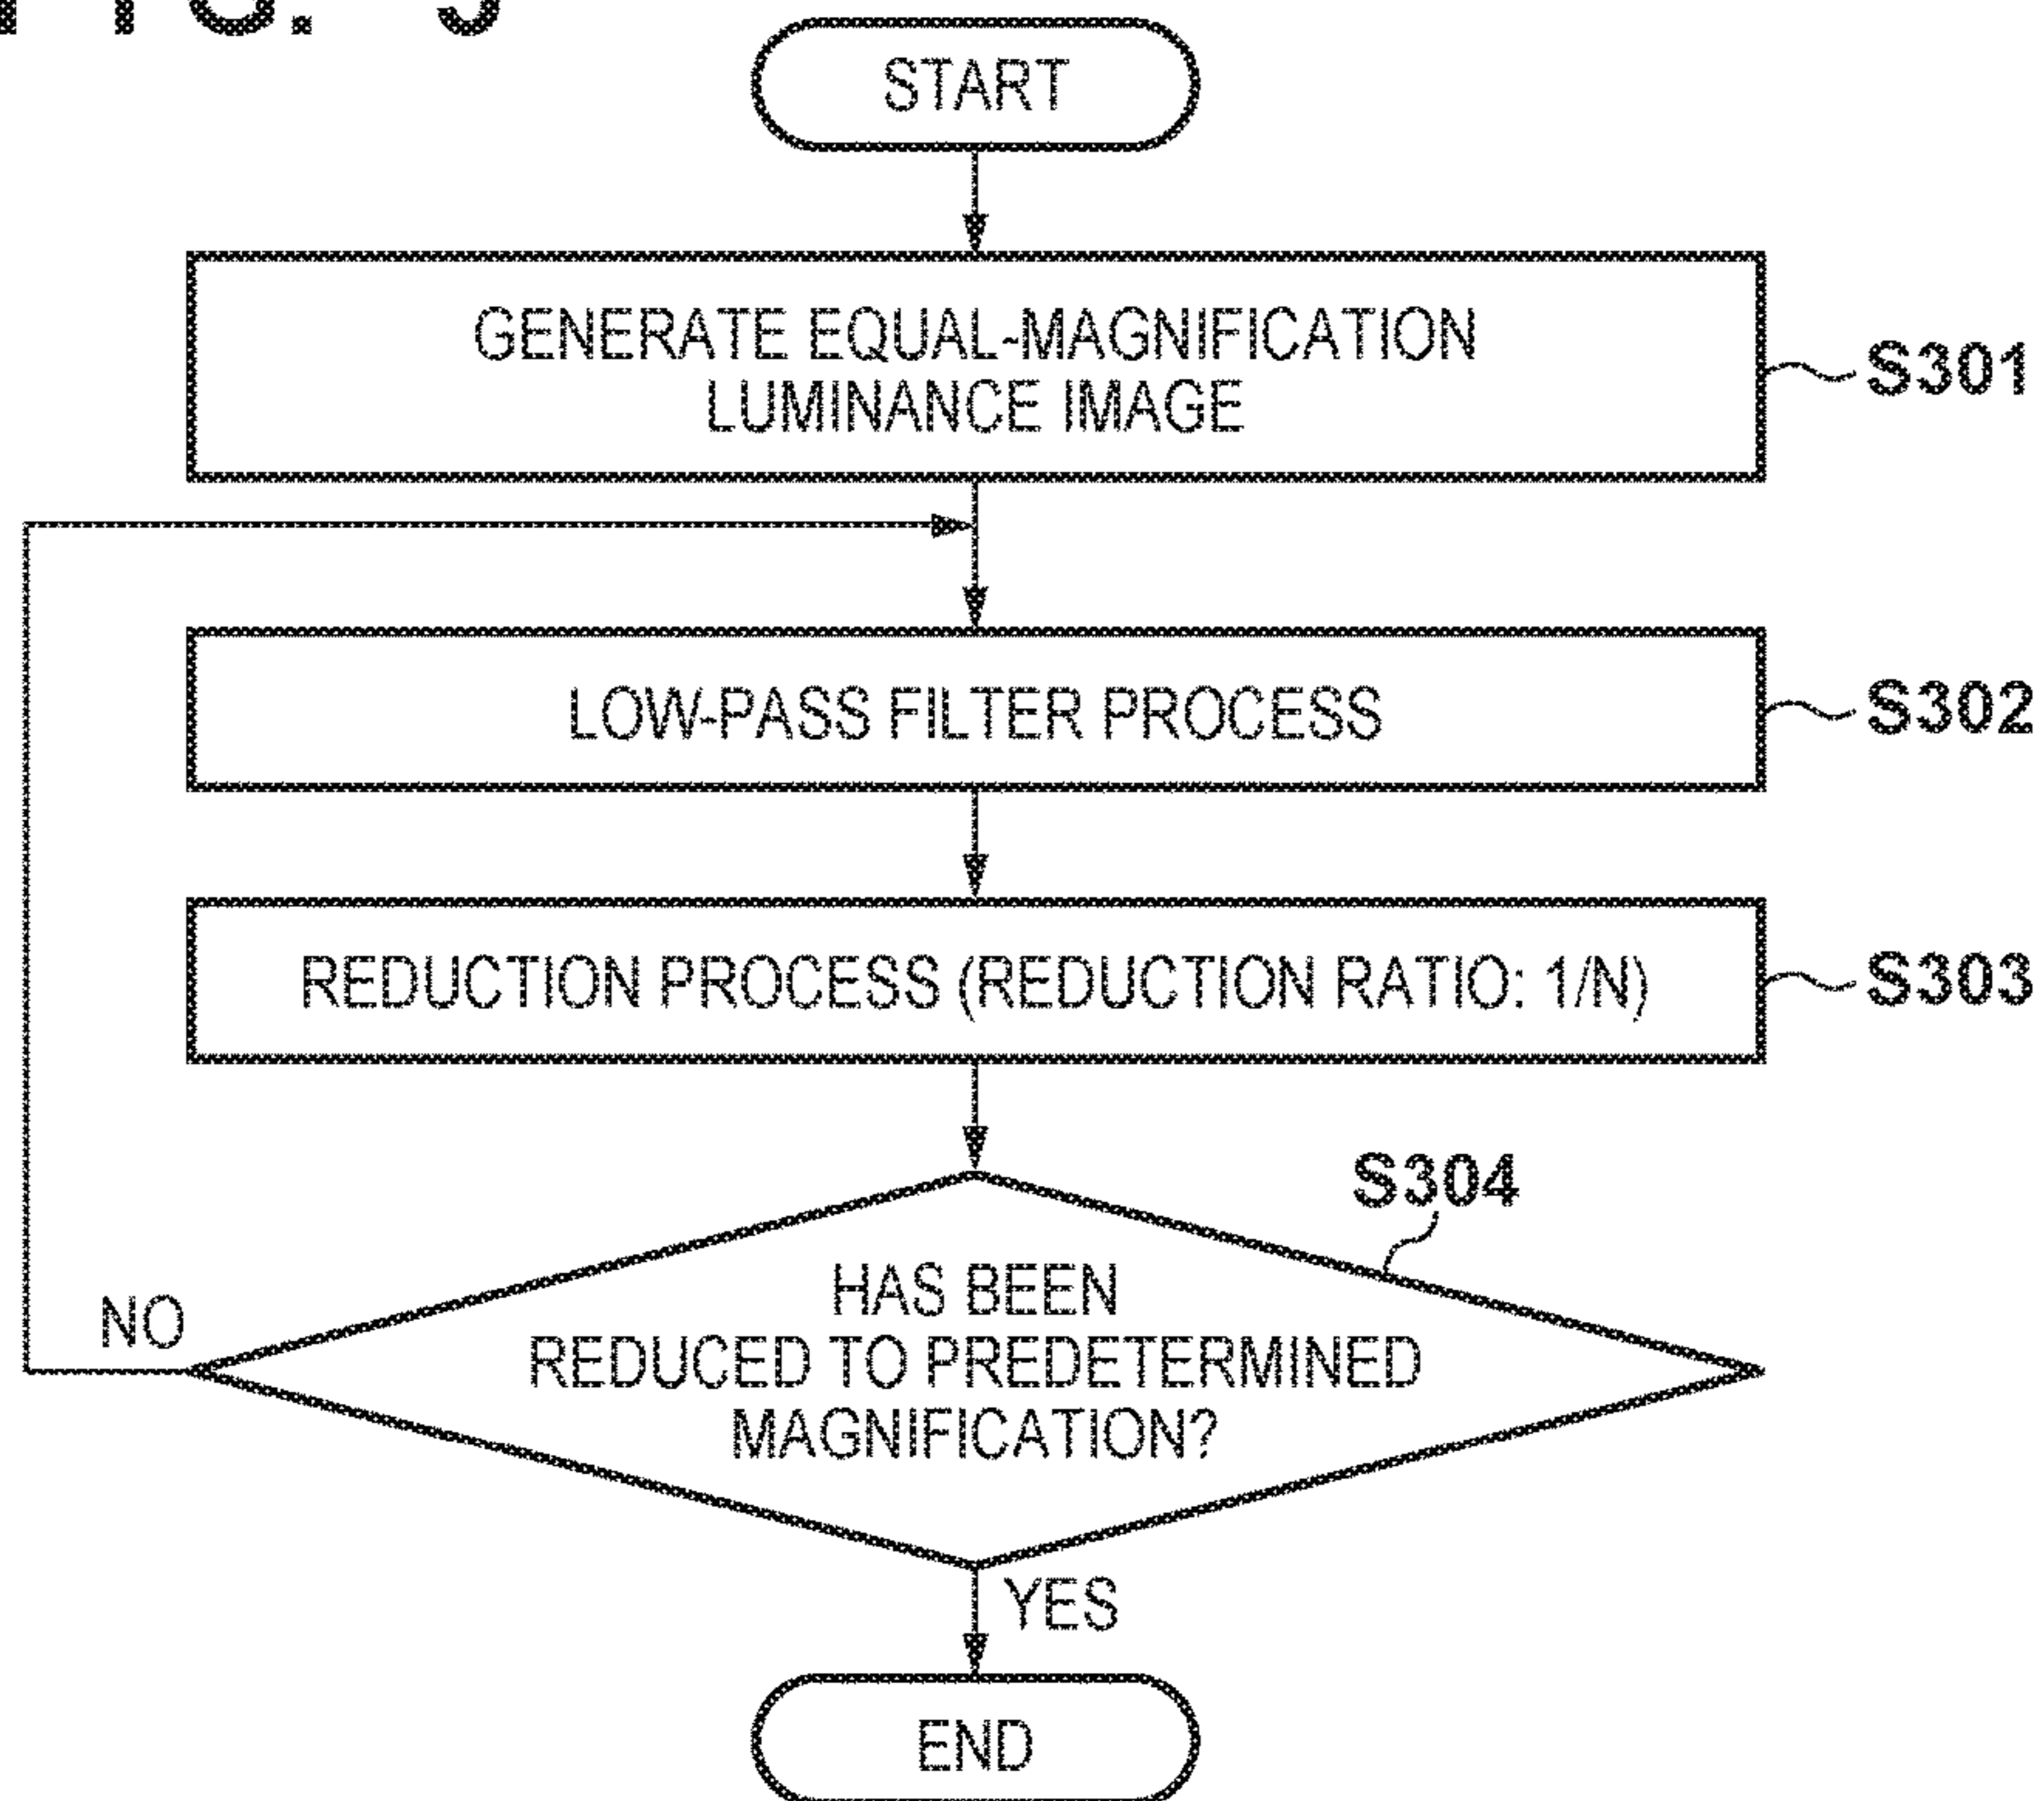 START
GENERATE EQUAL-MAGNIFICATION
LUMINANCE IMAGE
S301
LOW-PASS FILTER PROCESS
S302
REDUCTION PROCESS (REDUCTION RATIO: 1/N)
S303
S304
HAS BEEN
REDUCED TO PREDETERMINED
MAGNIFICATION?
NO
YES
END